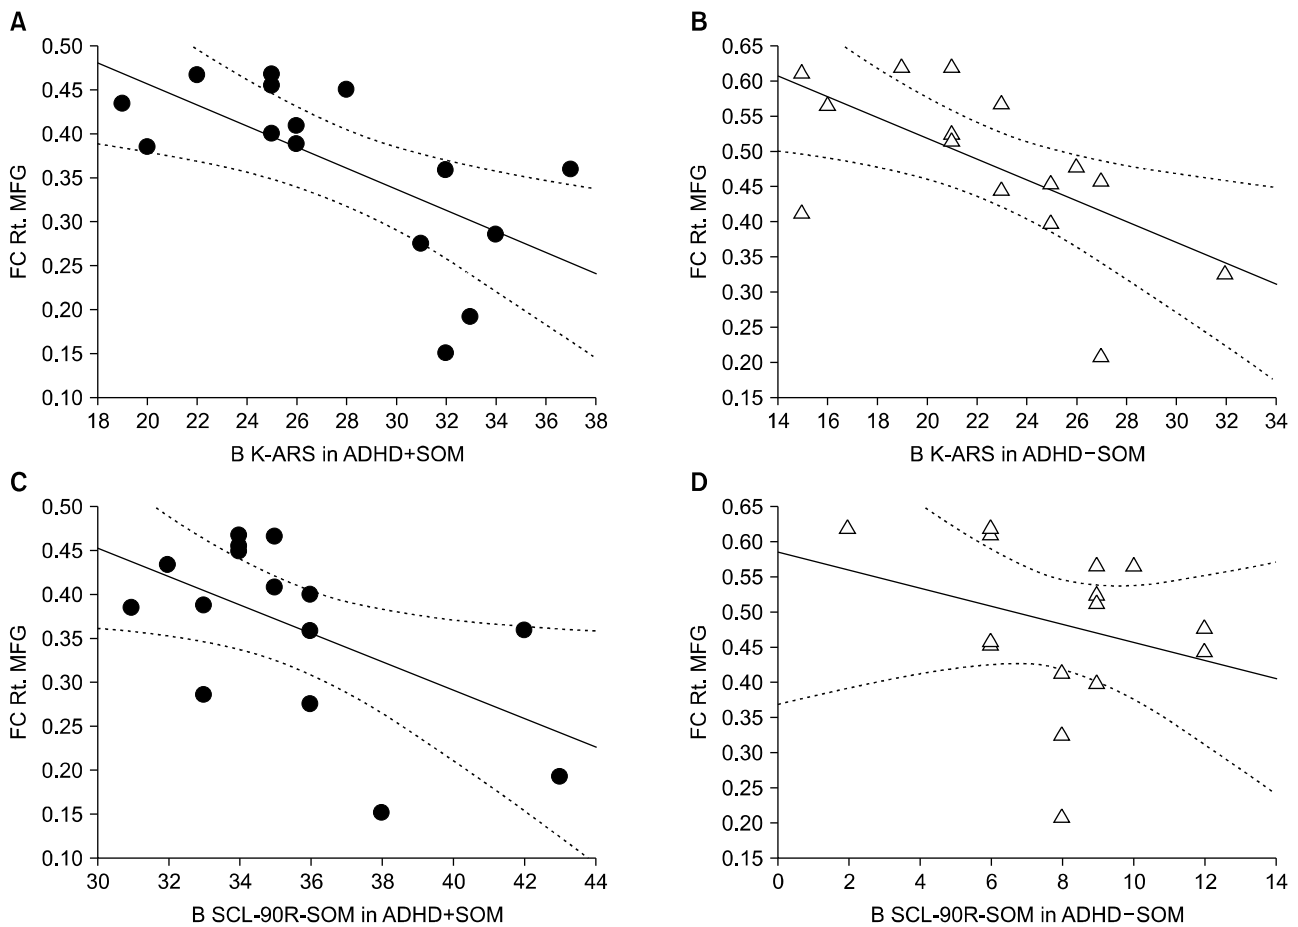 A
FC Rt. MFG
0.50
0.45
0.40
0.35
0.30
0.25
0.20
0.15
0.10
18 20 22 24 26 28 30 32 34 36 38
B K-ARS in ADHD+SOM
B
FC Rt. MFG
0.65
0.60
0.55
0.50
0.45
0.40
0.35
0.30
0.25
0.20
0.15
14 16 18 20 22 24 26 28 30 32 34
B K-ARS in ADHD−SOM
C
FC Rt. MFG
0.50
0.45
0.40
0.35
0.30
0.25
0.20
0.15
0.10
30 32 34 36 38 40 42 44
B SCL-90R-SOM in ADHD+SOM
D
FC Rt. MFG
0.65
0.60
0.55
0.50
0.45
0.40
0.35
0.30
0.25
0.20
0.15
0 2 4 6 8 10 12 14
B SCL-90R-SOM in ADHD−SOM